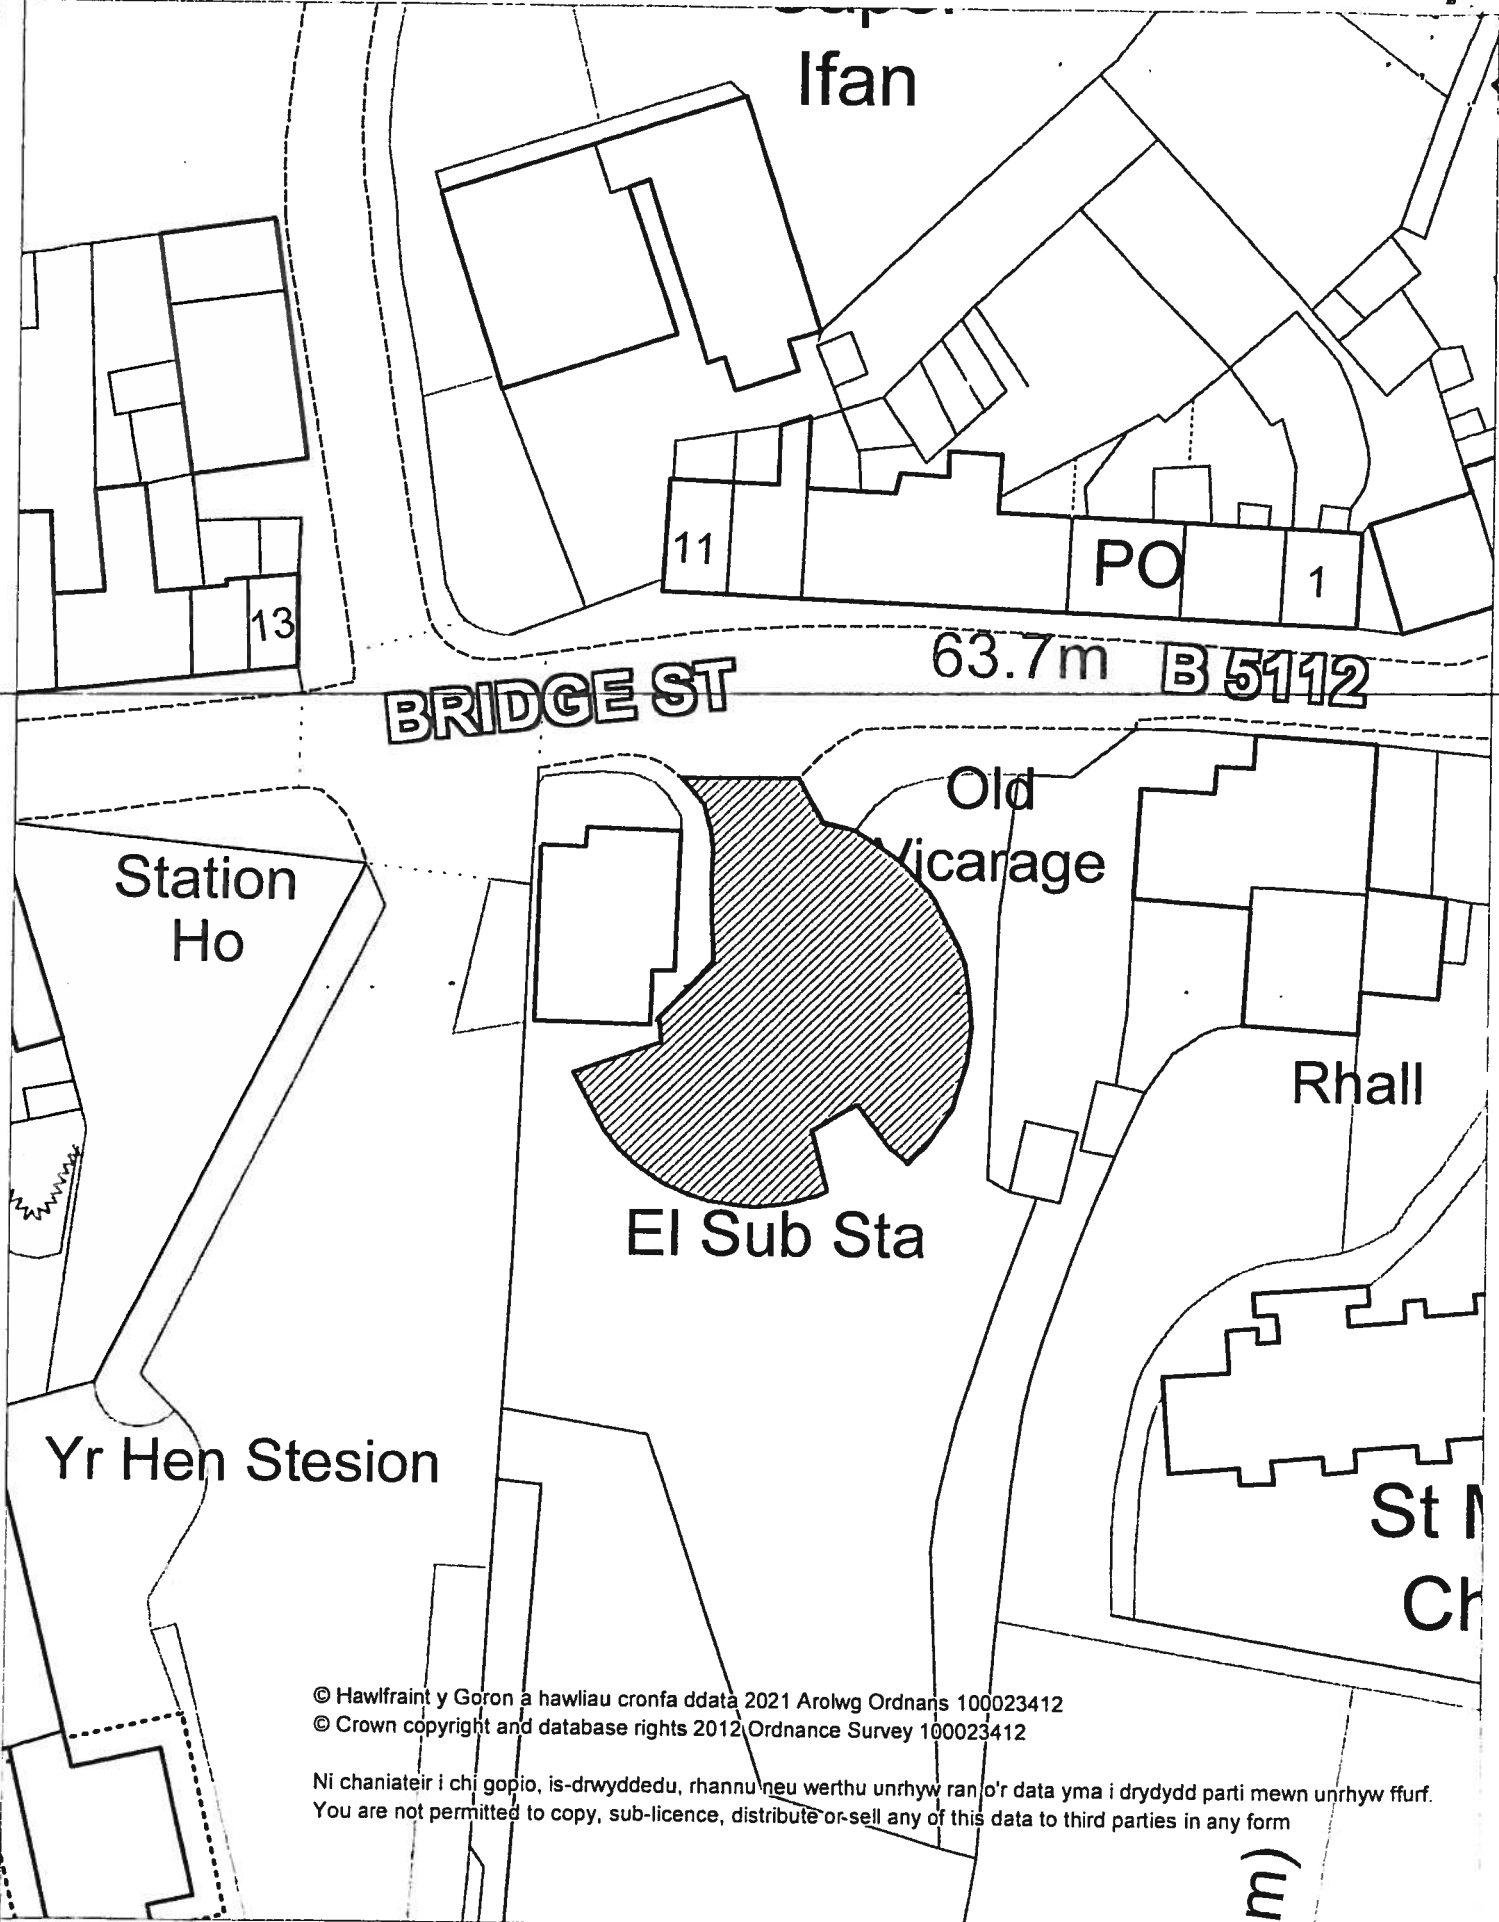 Ifan
11
PO
1
13
63.7m
B 5112
BRIDGE ST
Old
Vicarage
Station
Ho
Rhall
El Sub Sta
Yr Hen Stesion
St
© Hawlfraint y Goron a hawliau cronfa ddata 2021 Arolwg Ordnans 100023412
© Crown copyright and database rights 2012 Ordnance Survey 100023412
Ni chaniateir i chi gopio, is-drwyddedu, rhannu neu werthu unrhyw ran o'r data yma i drydydd parti mewn unrhyw ffurf.
You are not permitted to copy, sub-licence, distribute or sell any of this data to third parties in any form
m)